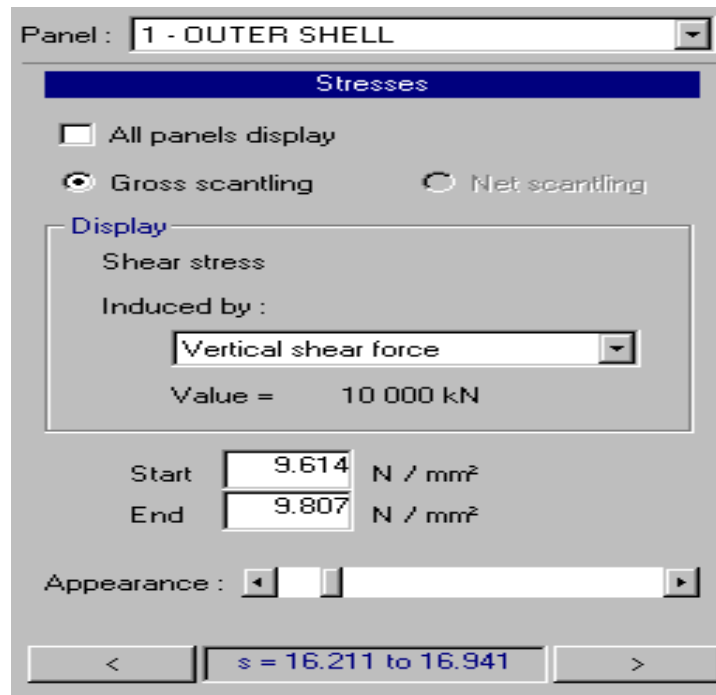 Panel : 1 - OUTER SHELL
Stresses
All panels display
Gross scantling Net scantling
Display
Shear stress
Induced by :
Vertical shear force
Value = 10 000 kN
Start 9.614 N / mm²
End 9.807 N / mm²
Appearance :
< s = 16.211 to 16.941 >